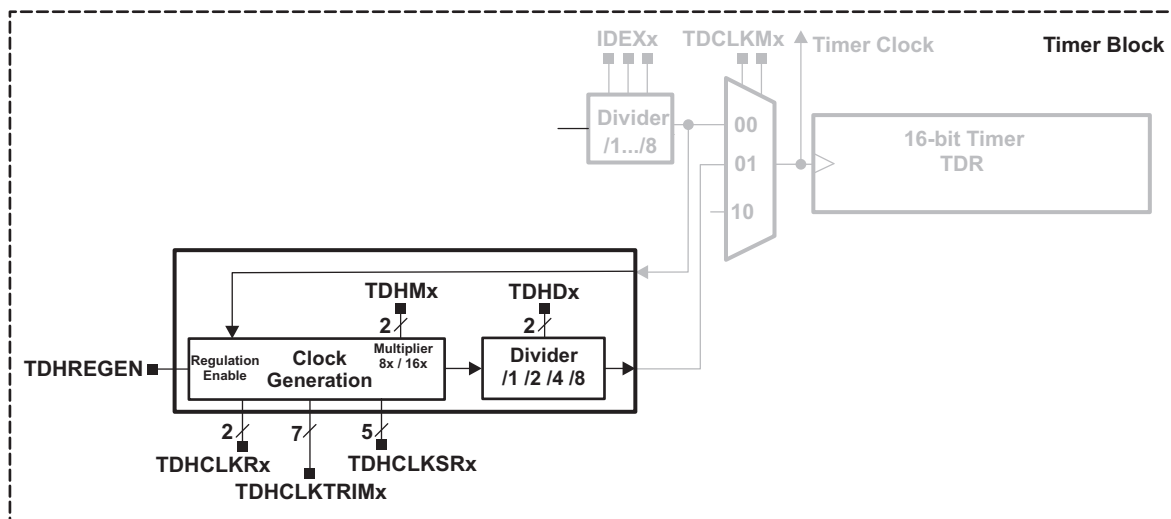 IDEXx
TDCLKMx
Timer Clock
Timer Block
Divider
/1.../8
00
01
10
16-bit Timer
TDR
TDHMx
TDHDx
2
2
TDHREGEN
Regulation
Enable
Clock
Generation
Multiplier
8x / 16x
Divider
/1 /2 /4 /8
2
7
5
TDHCLKRx
TDHCLKTRIMx
TDHCLKSRx